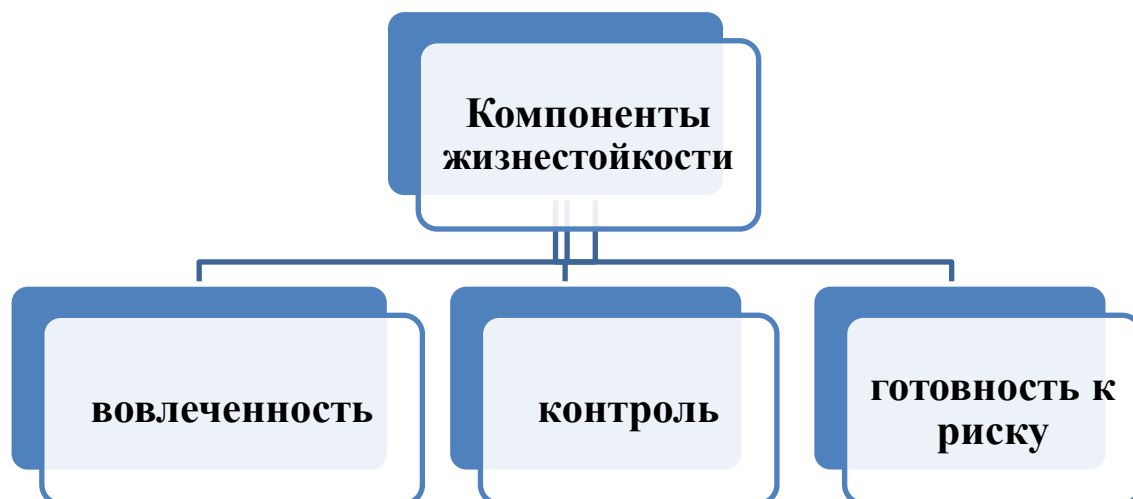 Компоненты
жизнестойкости
вовлеченность
контроль
готовность к
риску